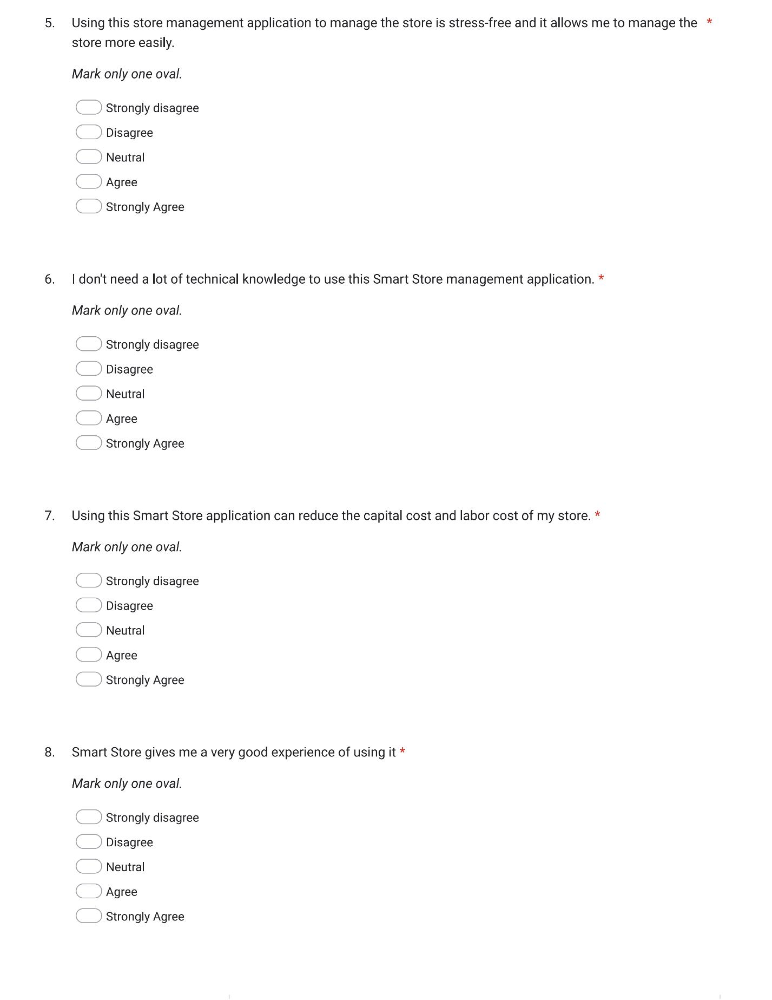 5. Using this store management application to manage the store is stress-free and it allows me to manage the *
store more easily.
Mark only one oval.
Strongly disagree
Disagree
Neutral
Agree
Strongly Agree
6. I don't need a lot of technical knowledge to use this Smart Store management application. *
Mark only one oval.
Strongly disagree
Disagree
Neutral
Agree
Strongly Agree
7. Using this Smart Store application can reduce the capital cost and labor cost of my store. *
Mark only one oval.
Strongly disagree
Disagree
Neutral
Agree
Strongly Agree
8. Smart Store gives me a very good experience of using it *
Mark only one oval.
Strongly disagree
Disagree
Neutral
Agree
Strongly Agree